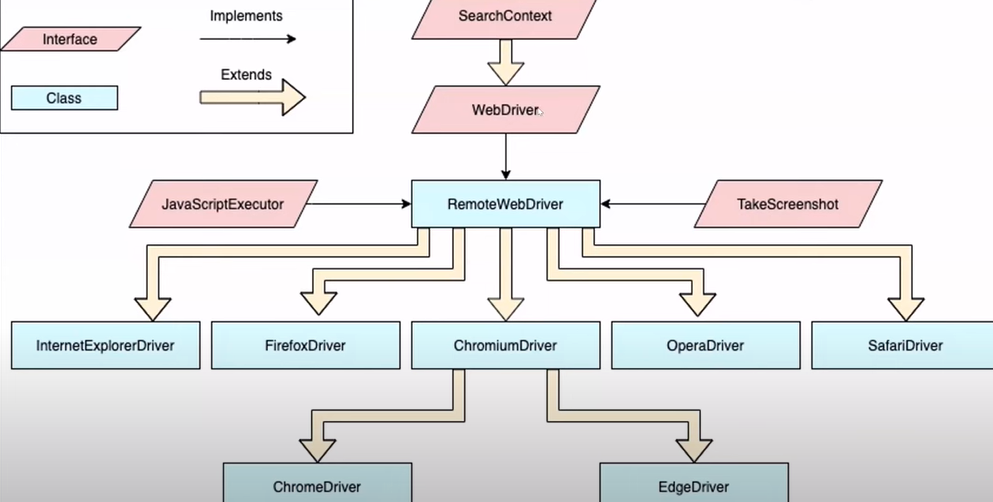 Implements
Interface
Extends
Class
SearchContext
WebDriver
JavaScriptExecutor
RemoteWebDriver
TakeScreenshot
InternetExplorerDriver
FirefoxDriver
ChromiumDriver
OperaDriver
SafariDriver
ChromeDriver
EdgeDriver